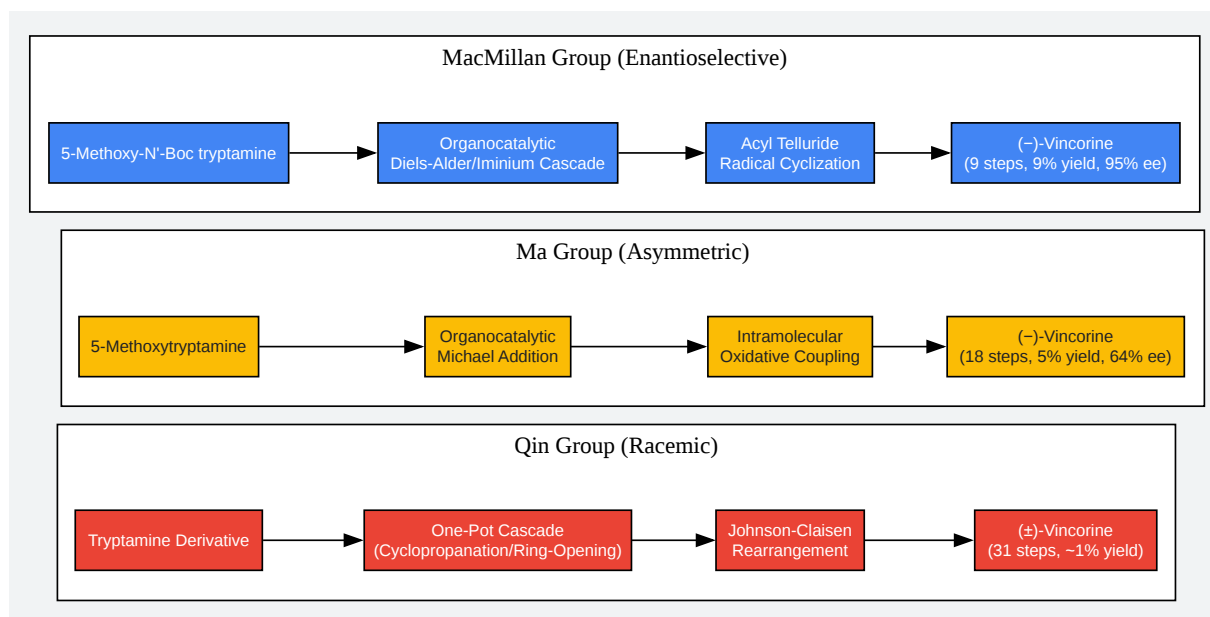 MacMillan Group (Enantioselective)
5-Methoxy-N'-Boc tryptamine
Organocatalytic
Diels-Alder/Iminium Cascade
Acyl Telluride
Radical Cyclization
(−)-Vincorine
(9 steps, 9% yield, 95% ee)
Ma Group (Asymmetric)
5-Methoxytryptamine
Organocatalytic
Michael Addition
Intramolecular
Oxidative Coupling
(−)-Vincorine
(18 steps, 5% yield, 64% ee)
Qin Group (Racemic)
Tryptamine Derivative
One-Pot Cascade
(Cyclopropanation/Ring-Opening)
Johnson-Claisen
Rearrangement
(±)-Vincorine
(31 steps, ~1% yield)